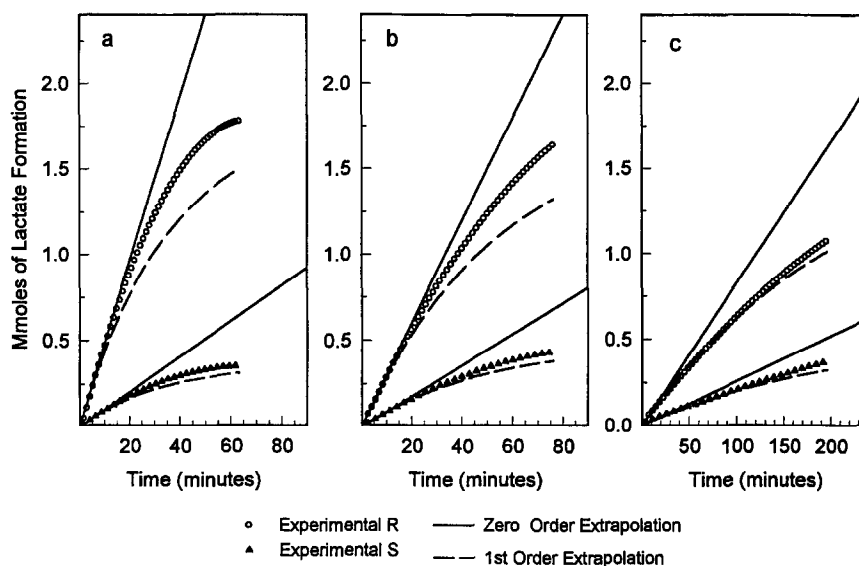 a
b
c
2.0
1.5
1.0
0.5
2.0
1.5
1.0
0.5
2.0
1.5
1.0
0.5
0.0
Mmoles of Lactate Formation
20 40 60 80
20 40 60 80
50 100 150 200
Time (minutes)
Time (minutes)
Time (minutes)
Experimental R
Zero Order Extrapolation
Experimental S
1st Order Extrapolation